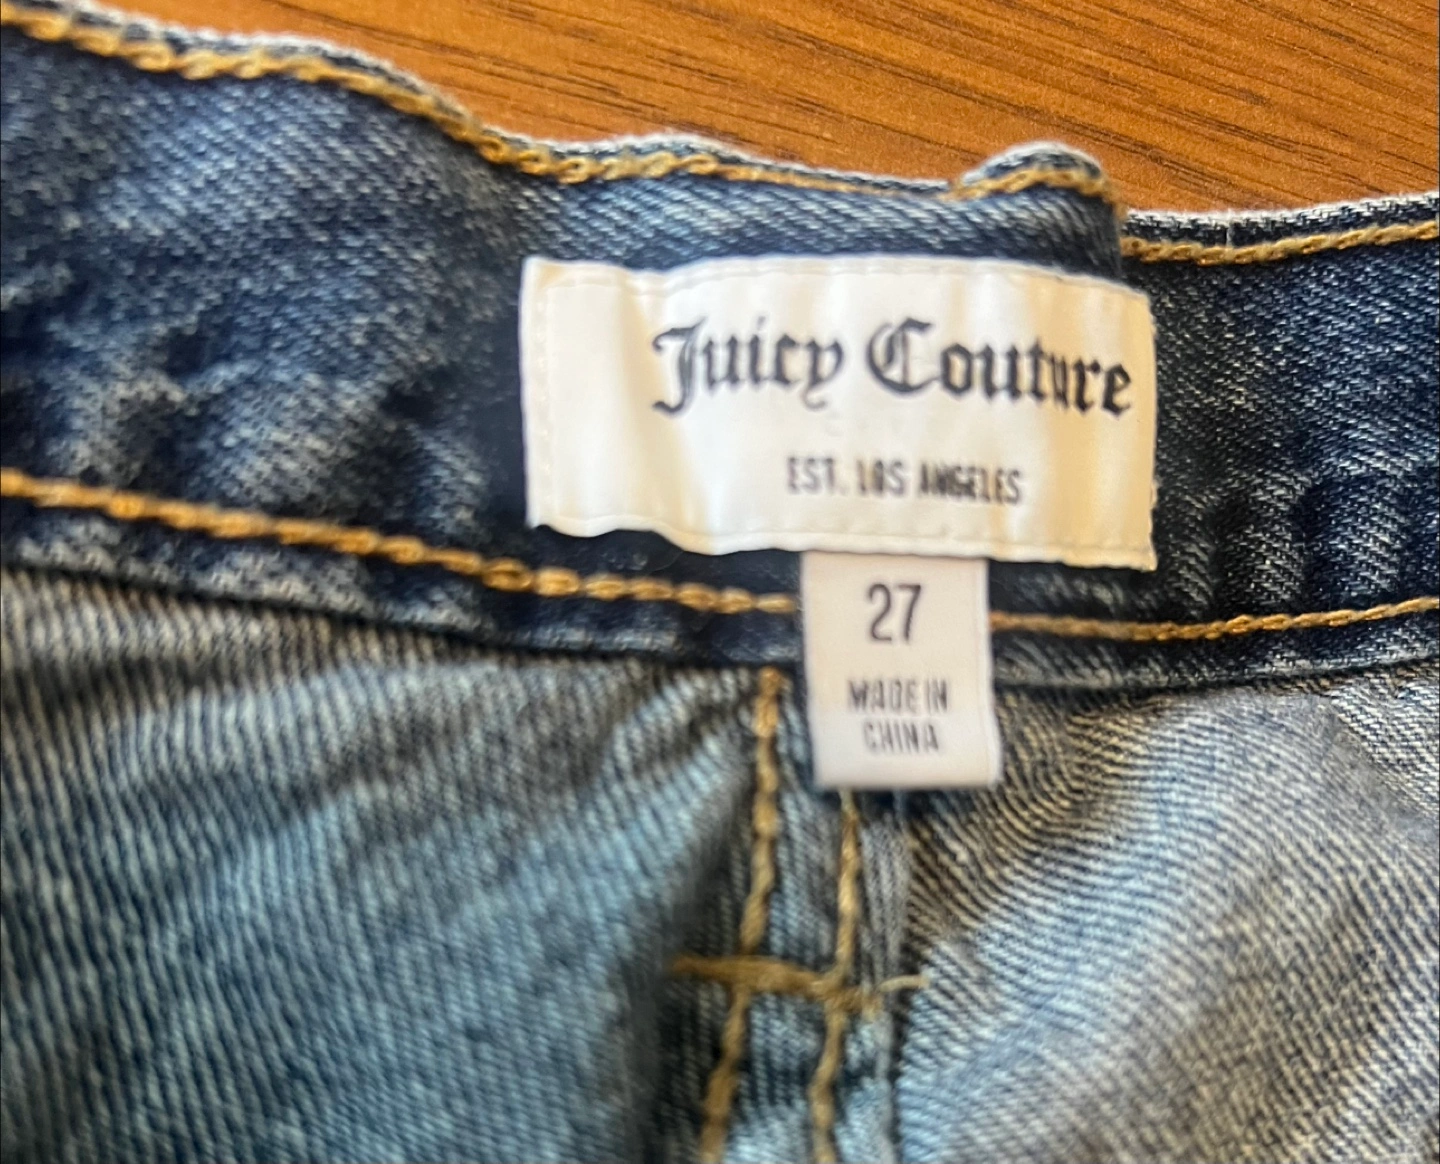 Juicy Couture
EST. LOS ANGELES
27
MADE IN
CHINA